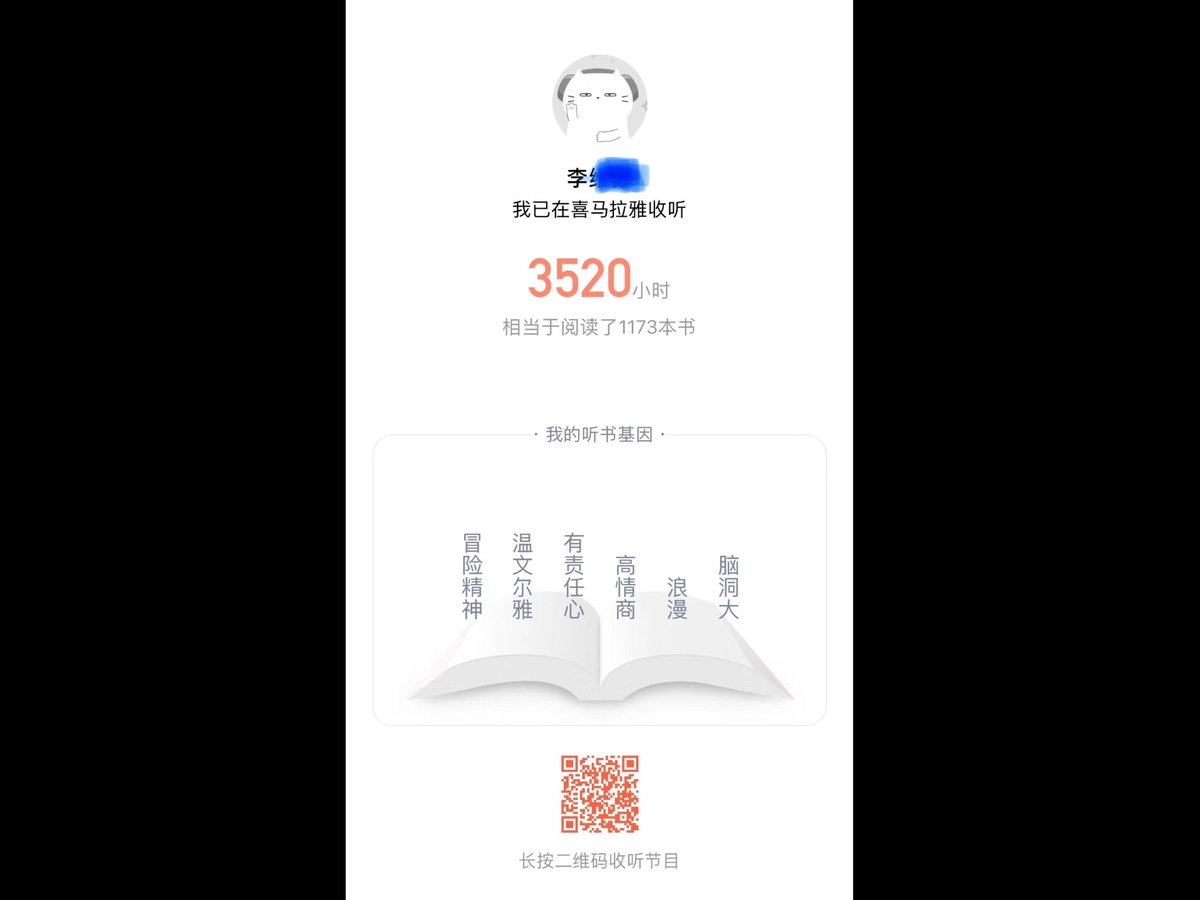 李
我已在喜马拉雅收听
3520小时
相当于阅读了1173本书
· 我的听书基因 ·
冒险精神
温文尔雅
有责任心
高情商
浪漫
脑洞大
长按二维码收听节目